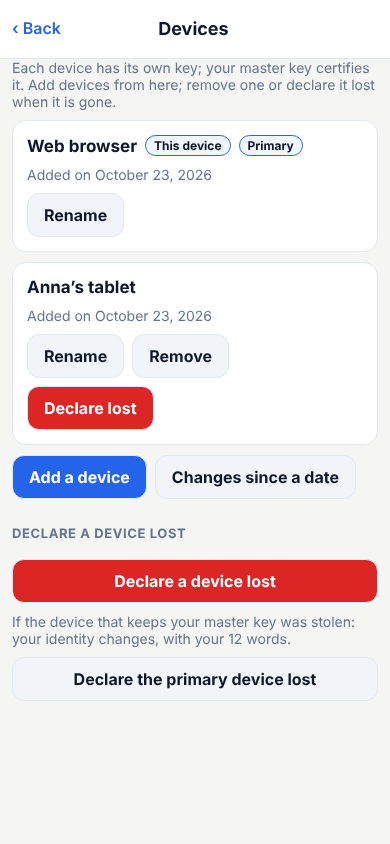 ‹ Back
Devices
Each device has its own key; your master key certifies
it. Add devices from here; remove one or declare it lost
when it is gone.
Web browser This device Primary
Added on October 23, 2026
Rename
Anna’s tablet
Added on October 23, 2026
Rename Remove
Declare lost
Add a device Changes since a date
DECLARE A DEVICE LOST
Declare a device lost
If the device that keeps your master key was stolen:
your identity changes, with your 12 words.
Declare the primary device lost